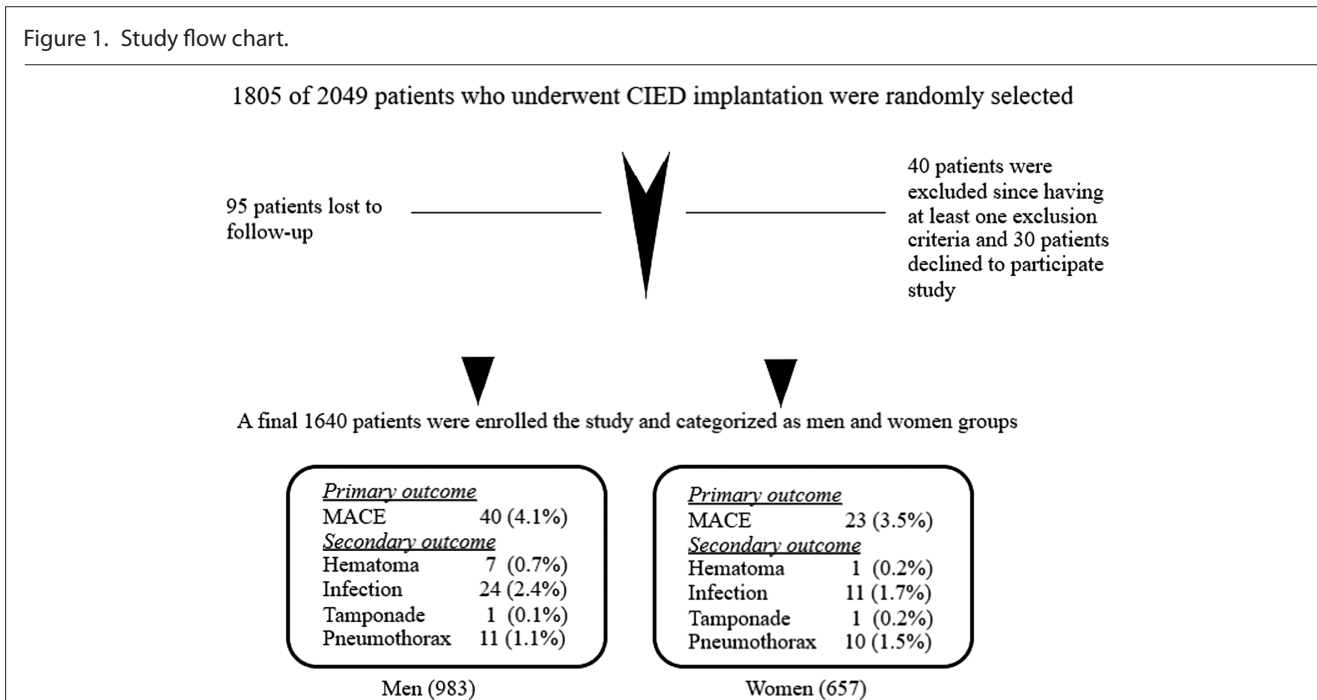 Figure 1. Study flow chart.
1805 of 2049 patients who underwent CIED implantation were randomly selected
95 patients lost to
follow-up
40 patients were
excluded since having
at least one exclusion
criteria and 30 patients
declined to participate
study
A final 1640 patients were enrolled the study and categorized as men and women groups
Primary outcome
MACE 40 (4.1%)
Secondary outcome
Hematoma 7 (0.7%)
Infection 24 (2.4%)
Tamponade 1 (0.1%)
Pneumothorax 11 (1.1%)
Men (983)
Primary outcome
MACE 23 (3.5%)
Secondary outcome
Hematoma 1 (0.2%)
Infection 11 (1.7%)
Tamponade 1 (0.2%)
Pneumothorax 10 (1.5%)
Women (657)